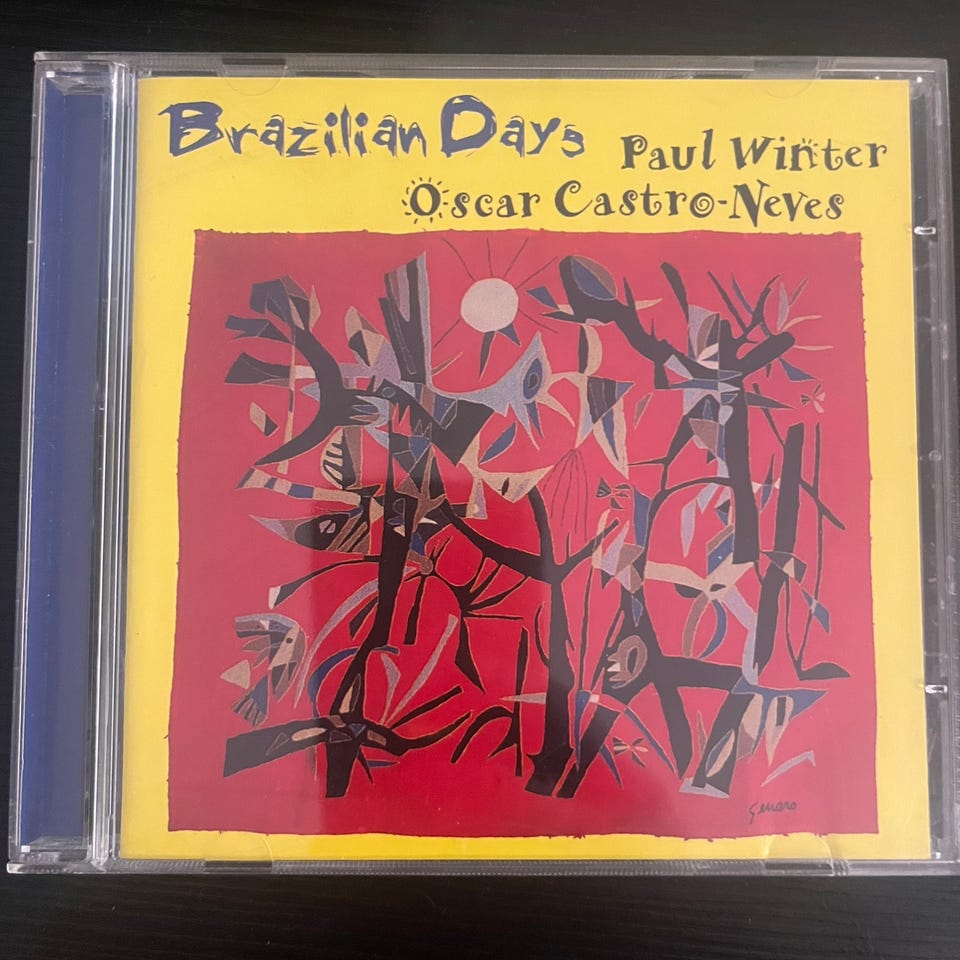 Brazilian Days
Paul Winter
Oscar Castro-Neves
Genaro